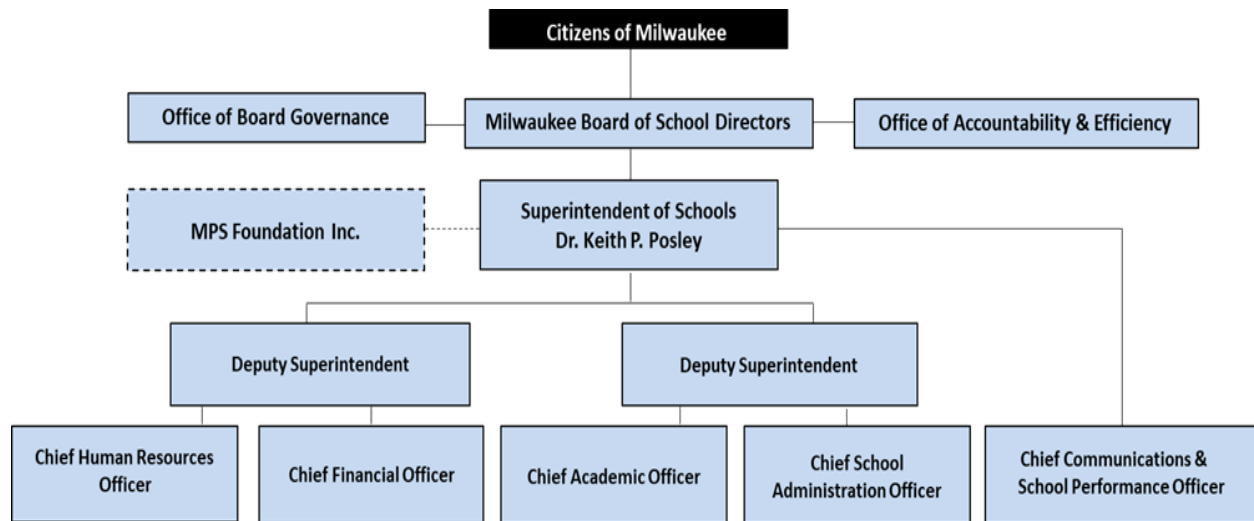 Citizens of Milwaukee
Office of Board Governance
Milwaukee Board of School Directors
Office of Accountability & Efficiency
MPS Foundation Inc.
Superintendent of Schools
Dr. Keith P. Posley
Deputy Superintendent
Deputy Superintendent
Chief Human Resources
Officer
Chief Financial Officer
Chief Academic Officer
Chief School
Administration Officer
Chief Communications &
School Performance Officer